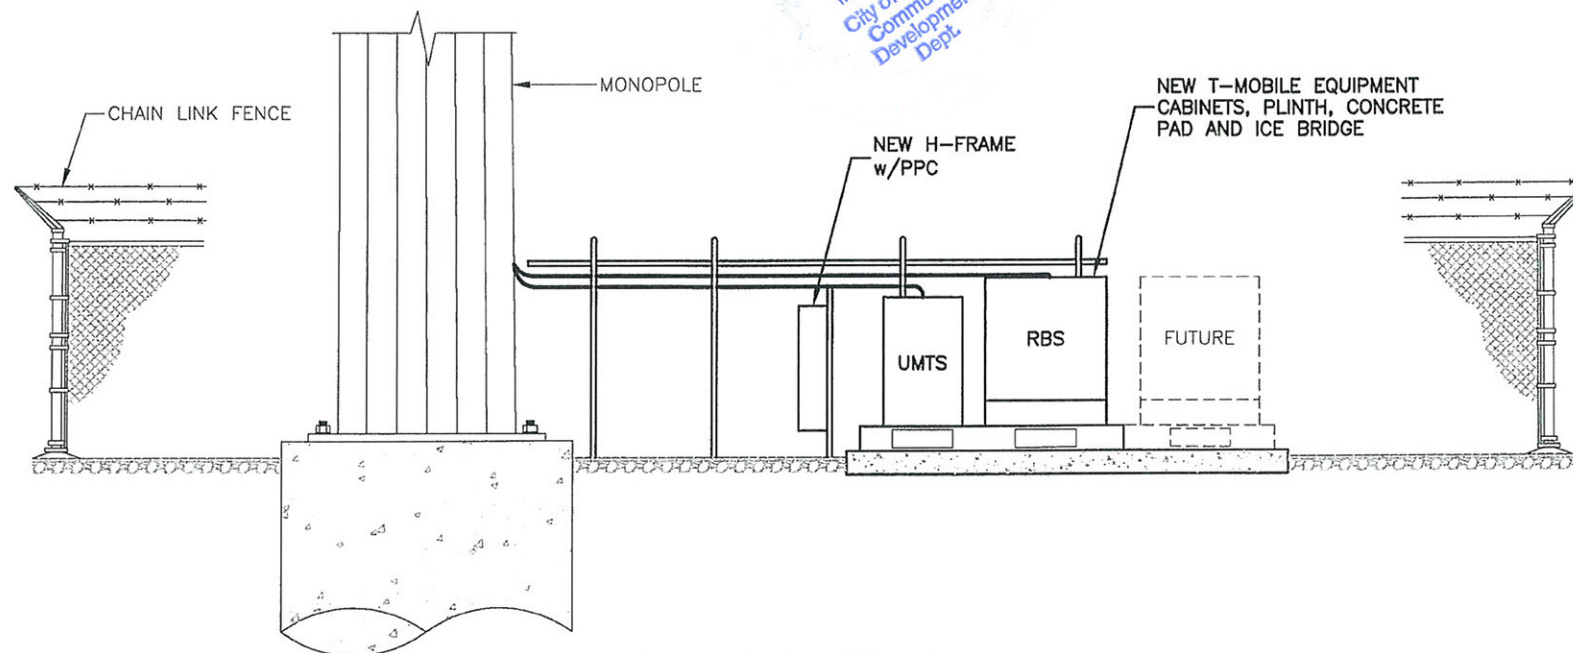 City of
Commu
Development
Dept.
MONOPOLE
CHAIN LINK FENCE
NEW T-MOBILE EQUIPMENT
CABINETS, PLINTH, CONCRETE
PAD AND ICE BRIDGE
NEW H-FRAME
w/PPC
UMTS
RBS
FUTURE